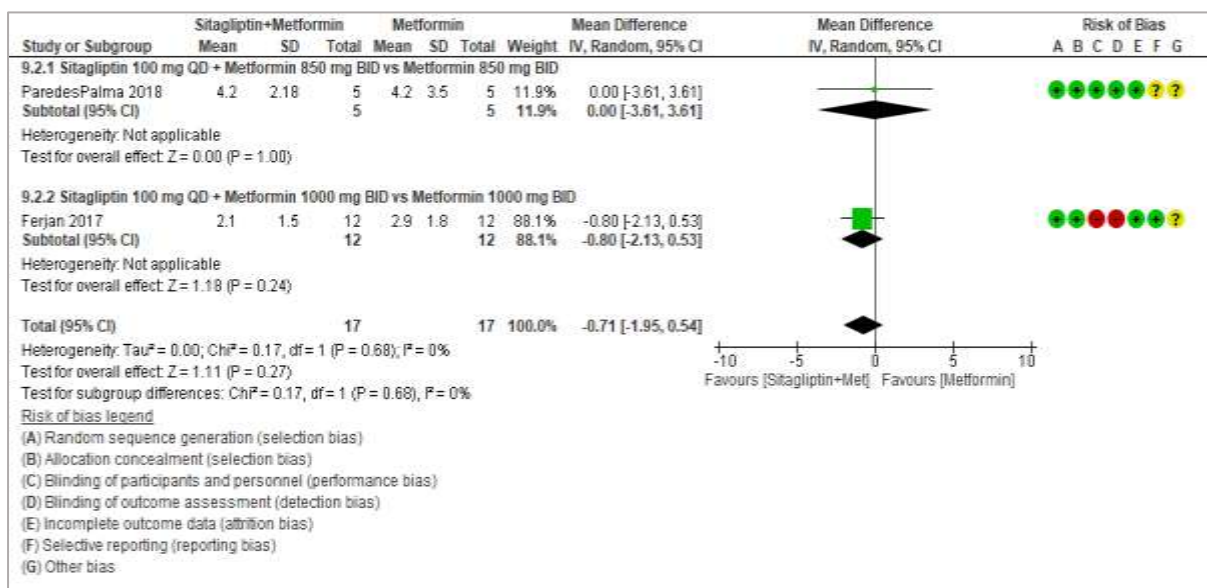 Sitagliptin+Metformin Metformin Mean Difference Mean Difference Risk of Bias
Study or Subgroup Mean SD Total Mean SD Total Weight IV, Random, 95% CI IV, Random, 95% CI A B C D E F G
9.2.1 Sitagliptin 100 mg QD + Metformin 850 mg BID vs Metformin 850 mg BID
ParedesPalma 2018 4.2 2.18 5 4.2 3.5 5 11.9% 0.00 [-3.61, 3.61] + + + + + ? ?
Subtotal (95% CI) 5 5 11.9% 0.00 [-3.61, 3.61]
Heterogeneity: Not applicable
Test for overall effect: Z = 0.00 (P = 1.00)
9.2.2 Sitagliptin 100 mg QD + Metformin 1000 mg BID vs Metformin 1000 mg BID
Ferjan 2017 2.1 1.5 12 2.9 1.8 12 88.1% -0.80 [-2.13, 0.53] + + - - + + ?
Subtotal (95% CI) 12 12 88.1% -0.80 [-2.13, 0.53]
Heterogeneity: Not applicable
Test for overall effect: Z = 1.18 (P = 0.24)
Total (95% CI) 17 17 100.0% -0.71 [-1.95, 0.54]
Heterogeneity: Tau² = 0.00; Chi² = 0.17, df = 1 (P = 0.68); I² = 0%
Test for overall effect: Z = 1.11 (P = 0.27)
Test for subgroup differences: Chi² = 0.17, df = 1 (P = 0.68), I² = 0%
-10 -5 0 5 10
Favours [Sitagliptin+Met] Favours [Metformin]
Risk of bias legend
(A) Random sequence generation (selection bias)
(B) Allocation concealment (selection bias)
(C) Blinding of participants and personnel (performance bias)
(D) Blinding of outcome assessment (detection bias)
(E) Incomplete outcome data (attrition bias)
(F) Selective reporting (reporting bias)
(G) Other bias